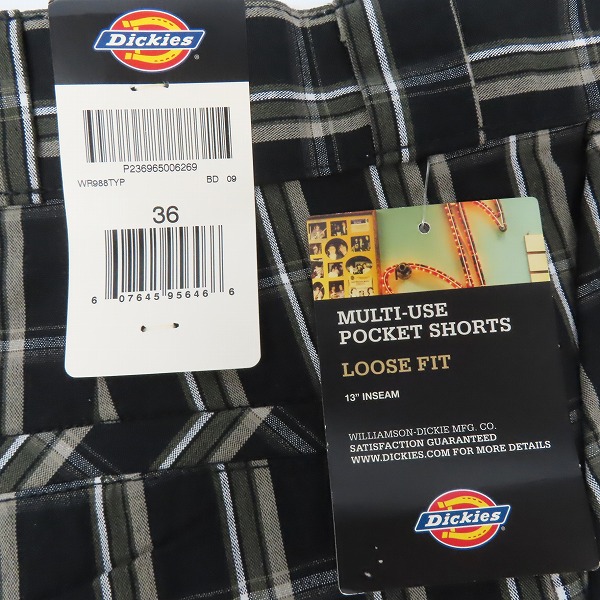 Dickies
P236965006269
WR988TYP BD 09
36
6 07645 95646 6
MULTI-USE
POCKET SHORTS
LOOSE FIT
13" INSEAM
WILLIAMSON-DICKIE MFG. CO.
SATISFACTION GUARANTEED
WWW.DICKIES.COM FOR MORE DETAILS
Dickies